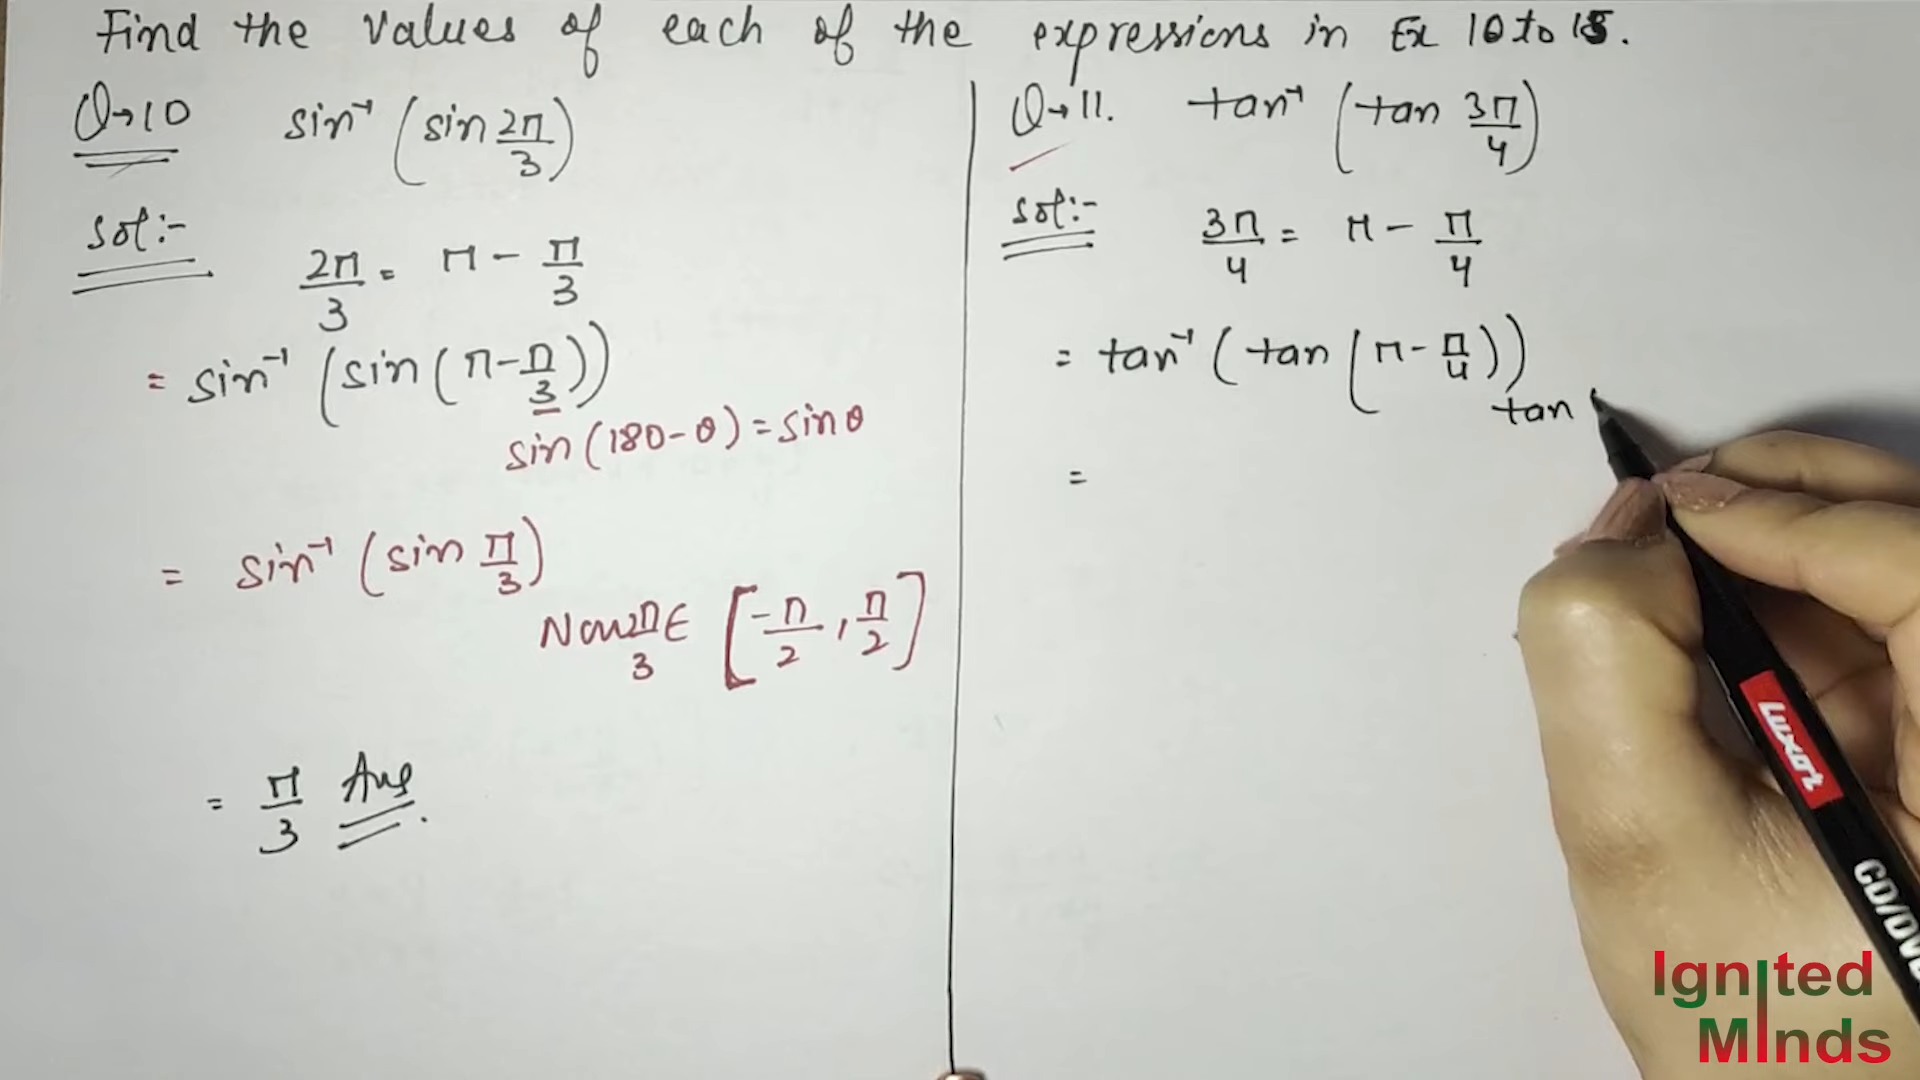 Find the values of each of the expressions in Ex 10 to 15.
Q→10 sin⁻¹ (sin 2π/3)
Sol:-
2π/3 = π - π/3
= sin⁻¹ (sin (π - π/3))
sin (180 - θ) = sin θ
= sin⁻¹ (sin π/3)
Now 2π/3 ∈ [-π/2, π/2]
= π/3 Ans.
Q→11. tan⁻¹ (tan 3π/4)
Sol:-
3π/4 = π - π/4
= tan⁻¹ (tan (π - π/4))
tan
=
Luxor
CD/DV
Ignited
Minds